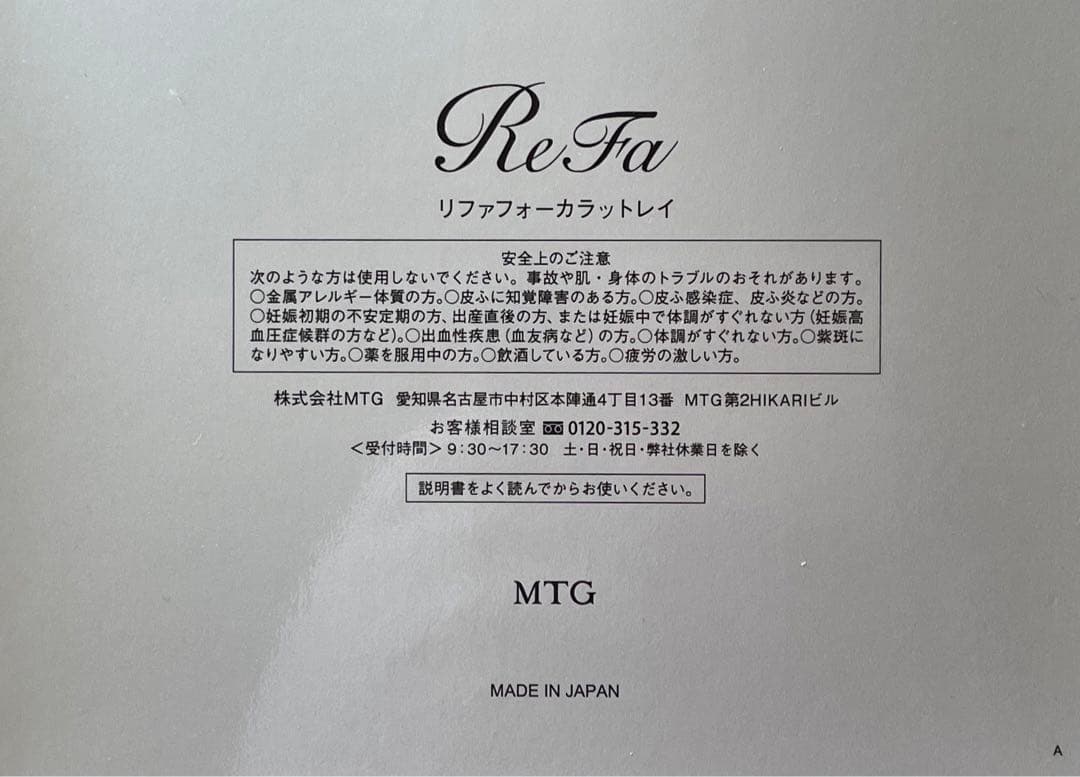 ReFa
リファフォーカラットレイ
安全上のご注意
次のような方は使用しないでください。事故や肌・身体のトラブルのおそれがあります。
○金属アレルギー体質の方。○皮ふに知覚障害のある方。○皮ふ感染症、皮ふ炎などの方。
○妊娠初期の不安定期の方、出産直後の方、または妊娠中で体調がすぐれない方（妊娠高
血圧症候群の方など）。○出血性疾患（血友病など）の方。○体調がすぐれない方。○紫斑に
なりやすい方。○薬を服用中の方。○飲酒している方。○疲労の激しい方。
株式会社MTG 愛知県名古屋市中村区本陣通4丁目13番 MTG第2HIKARIビル
お客様相談室 0120-315-332
＜受付時間＞9：30〜17：30 土・日・祝日・弊社休業日を除く
説明書をよく読んでからお使いください。
MTG
MADE IN JAPAN
A